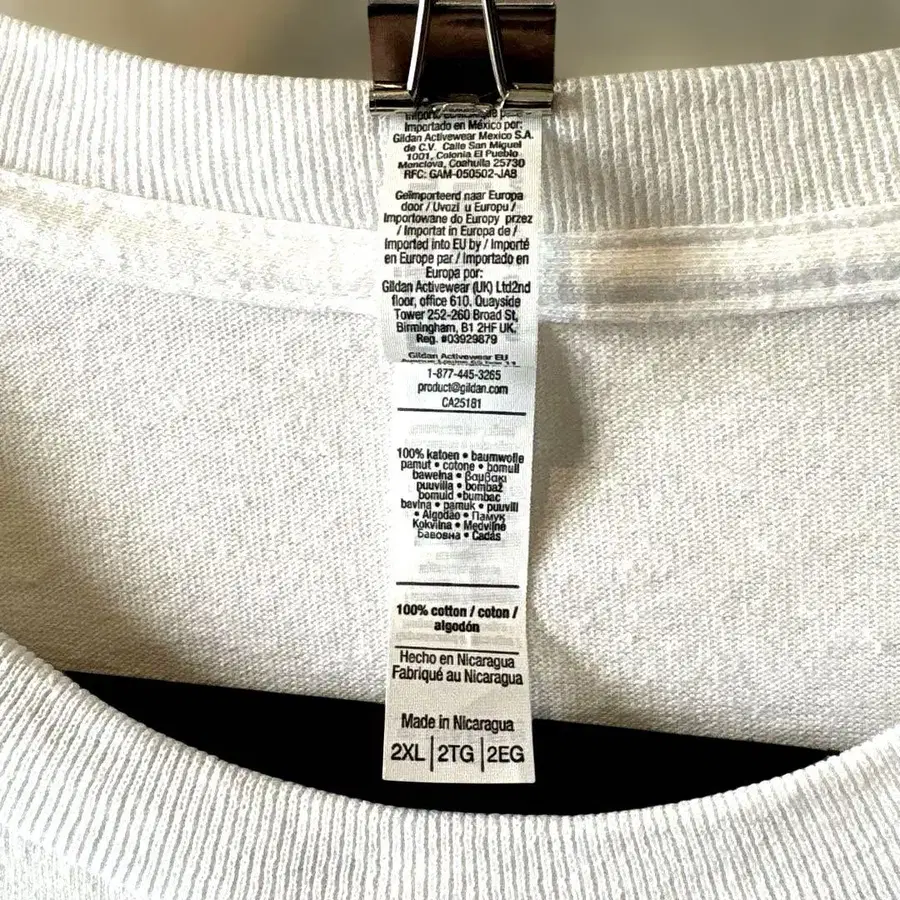 Importado en México por:
Gildan Activewear Mexico S.A.
de C.V. Calle San Miguel
1001, Colonia El Pueblo
Monclova, Coahuila 25730
RFC: GAM-050502-JA8
Geïmporteerd naar Europa
door / Uvozi u Europu /
Importowane do Europy przez
/ Importat in Europa de /
Imported into EU by / Importé
en Europe par / Importado en
Europa por:
Gildan Activewear (UK) Ltd2nd
floor, office 610, Quayside
Tower 252-260 Broad St,
Birmingham, B1 2HF UK.
Reg. #03929879
Gildan Activewear EU
1-877-445-3265
product@gildan.com
CA25181
100% katoen • baumwolle
pamut • cotone • bomull
bawełna • βαμβακι
puuvilla • bombaž
bomuld •bumbac
bavlna • pamuk • puuvill
• Algodão • Памук
Kokvilna • Medvilnė
бавовна • Cadás
100% cotton / coton /
algodón
Hecho en Nicaragua
Fabriqué au Nicaragua
Made in Nicaragua
2XL | 2TG | 2EG